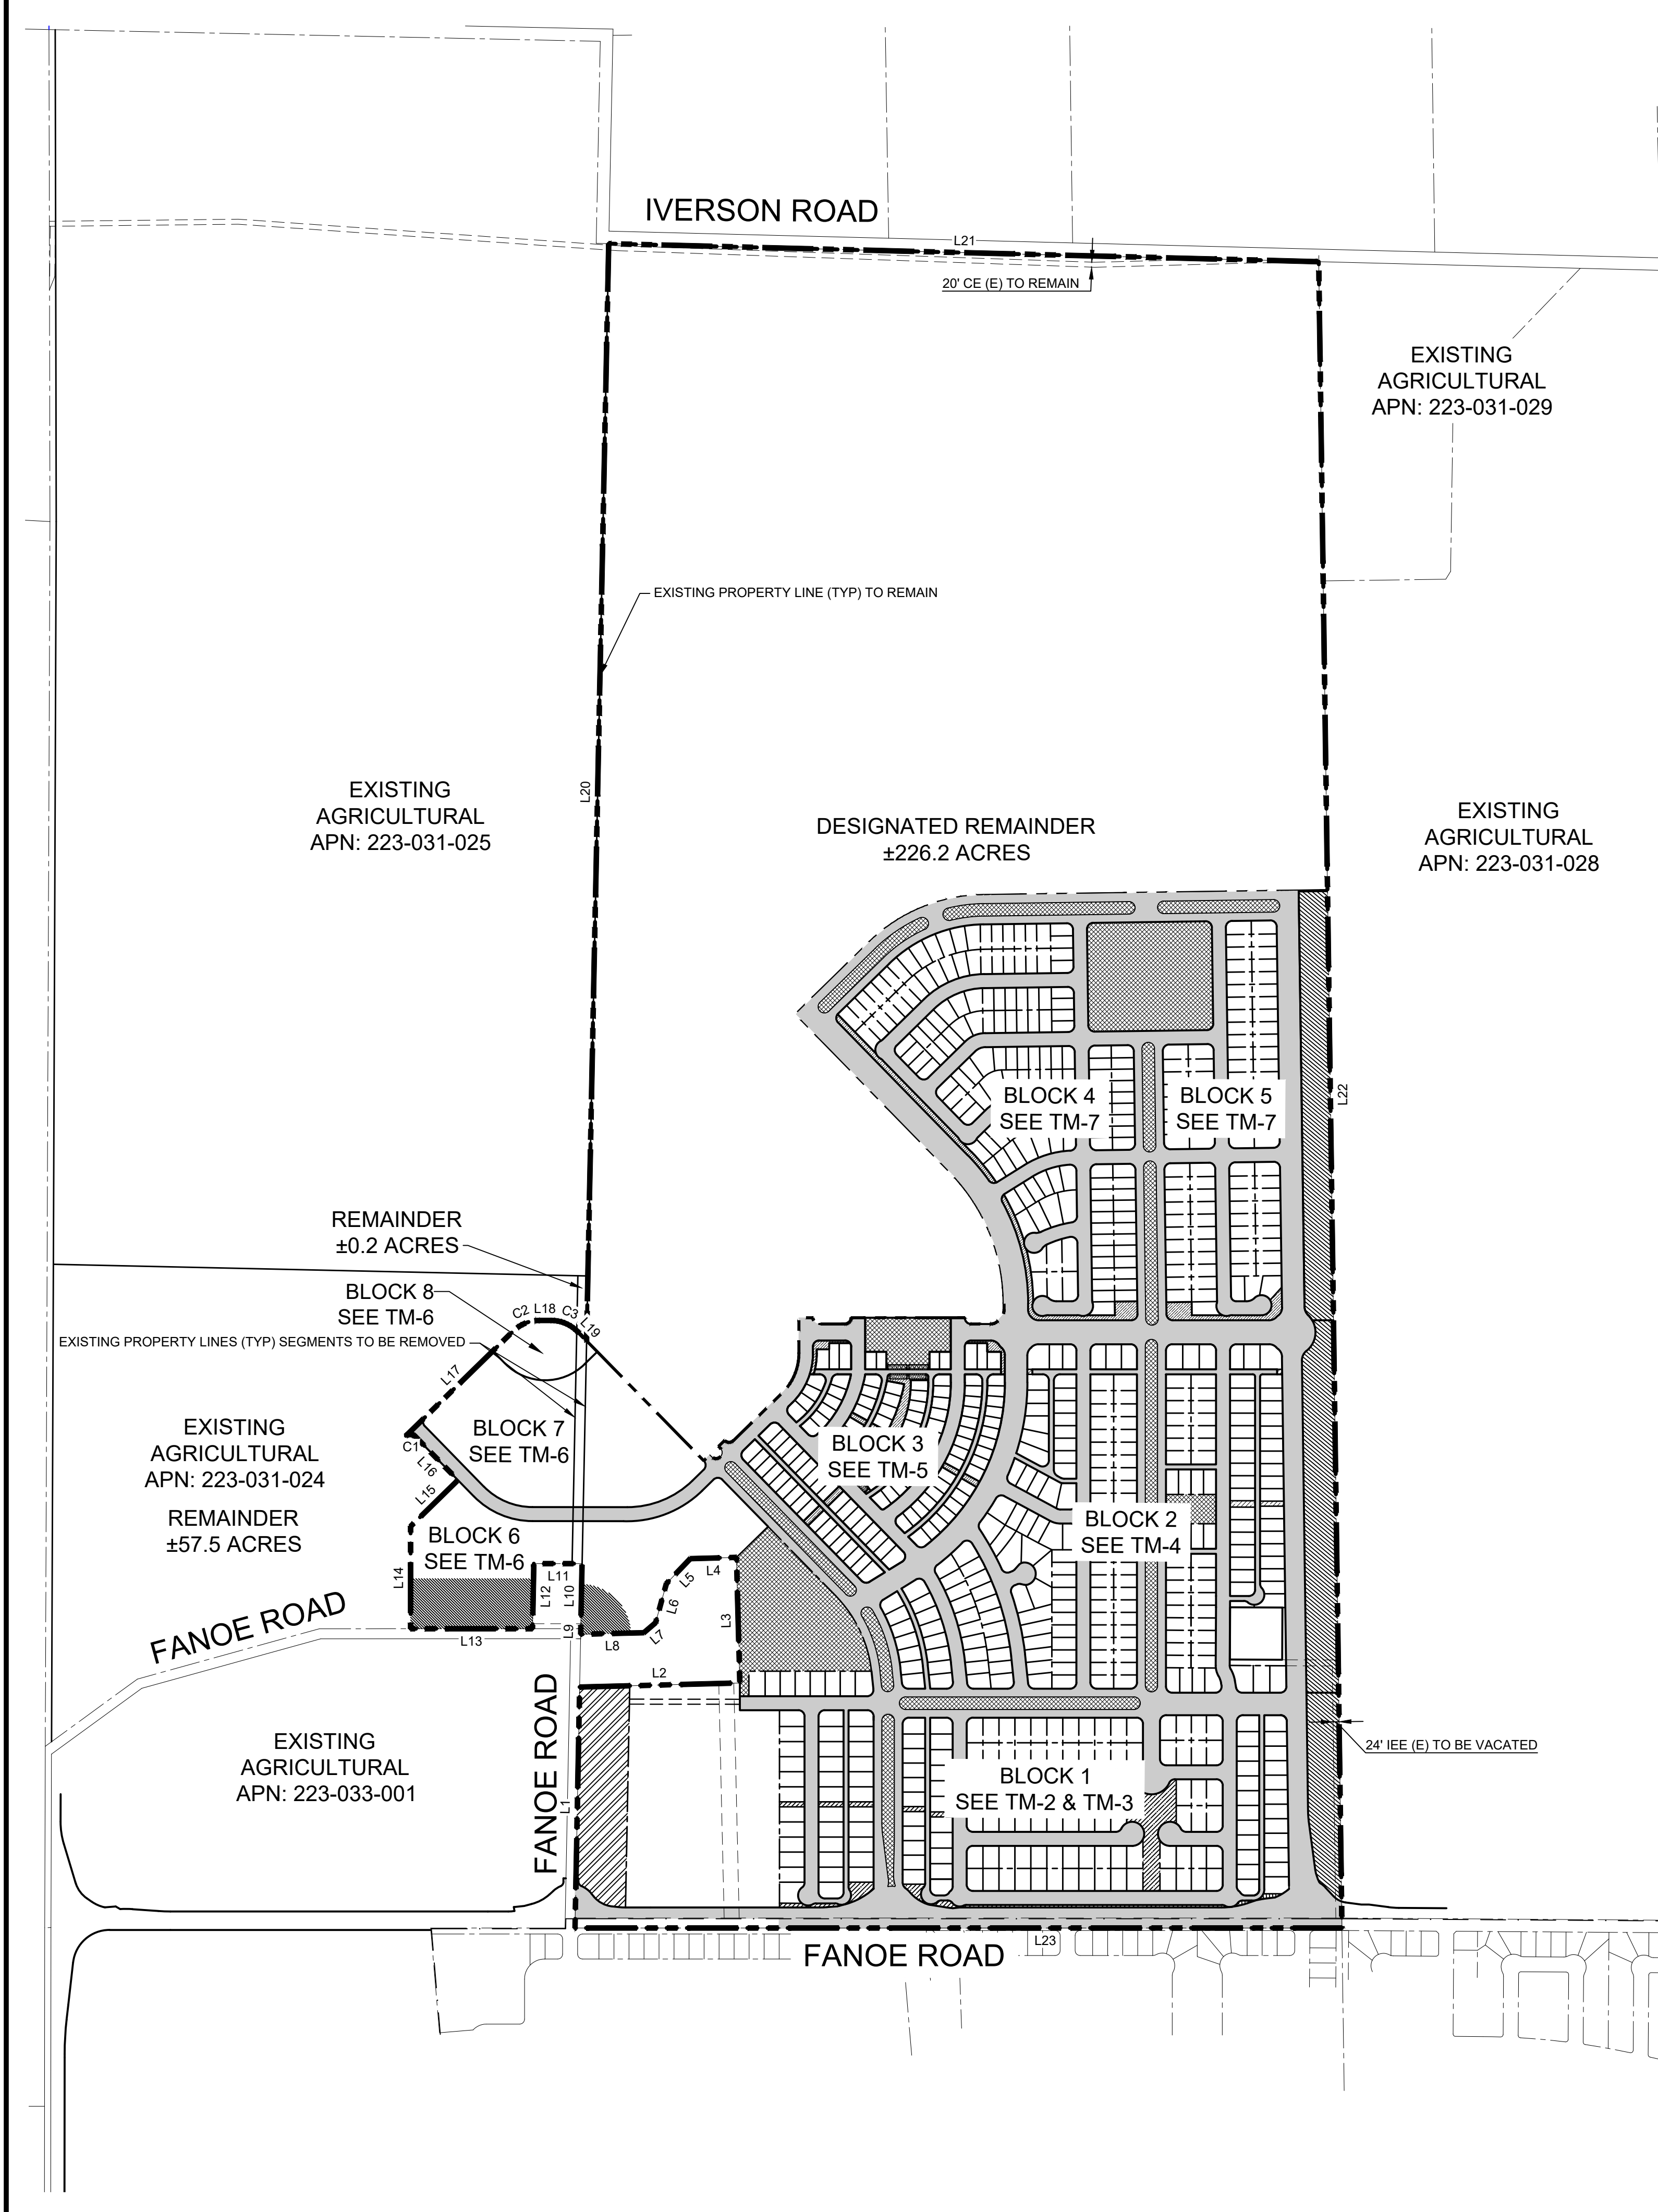 IVERSON ROAD
L21
20' CE (E) TO REMAIN
EXISTING
AGRICULTURAL
APN: 223-031-029
EXISTING PROPERTY LINE (TYP) TO REMAIN
L20
EXISTING
AGRICULTURAL
APN: 223-031-025
DESIGNATED REMAINDER
±226.2 ACRES
EXISTING
AGRICULTURAL
APN: 223-031-028
BLOCK 4
SEE TM-7
BLOCK 5
SEE TM-7
L22
REMAINDER
±0.2 ACRES
BLOCK 8
SEE TM-6
C2
L18
C3
L19
EXISTING PROPERTY LINES (TYP) SEGMENTS TO BE REMOVED
L17
EXISTING
AGRICULTURAL
APN: 223-031-024
REMAINDER
±57.5 ACRES
C1
L16
L15
BLOCK 7
SEE TM-6
BLOCK 3
SEE TM-5
BLOCK 6
SEE TM-6
BLOCK 2
SEE TM-4
L14
L11
L12
L10
L5
L4
L6
L3
L9
L7
L13
L8
FANOE ROAD
L2
FANOE ROAD
L1
EXISTING
AGRICULTURAL
APN: 223-033-001
24' IEE (E) TO BE VACATED
BLOCK 1
SEE TM-2 & TM-3
L23
FANOE ROAD